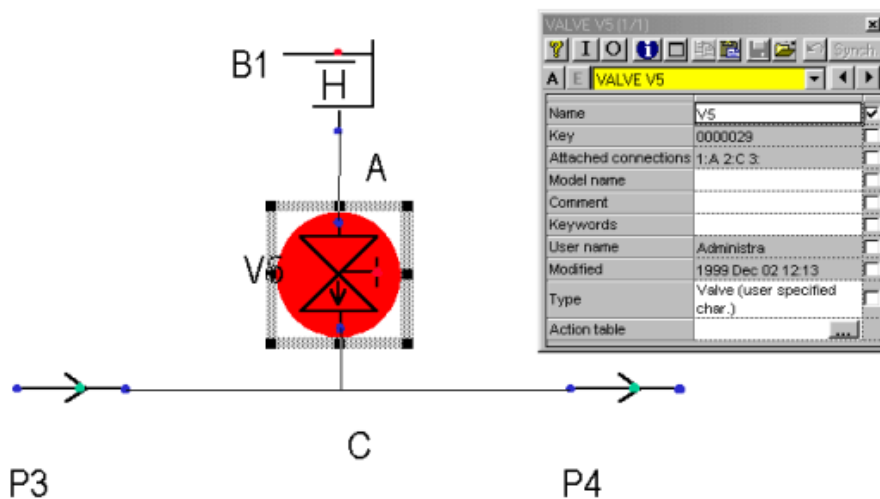 VALVE V5 (1/1)
Synch.
A E VALVE V5
Name V5
Key 0000029
Attached connections 1:A 2:C 3:
Model name
Comment
Keywords
User name Administra
Modified 1999 Dec 02 12:13
Type Valve (user specified char.)
Action table ...
B1
H
A
V5
C
P3
P4